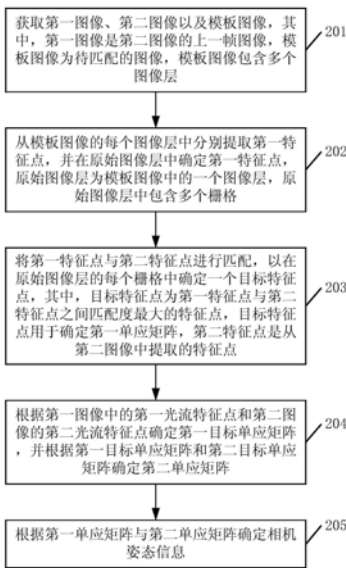 获取第一图像、第二图像以及模板图像，其
中，第一图像是第二图像的上一帧图像，模
板图像为待匹配的图像，模板图像包含多个
图像层
201
从模板图像的每个图像层中分别提取第一特
征点，并在原始图像层中确定第一特征点，
原始图像层为模板图像中的一个图像层，原
始图像层中包含多个栅格
202
将第一特征点与第二特征点进行匹配，以在
原始图像层的每个栅格中确定一个目标特征
点，其中，目标特征点为第一特征点与第二
特征点之间匹配度最大的特征点，目标特征
点用于确定第一单应矩阵，第二特征点是从
第二图像中提取的特征点
203
根据第一图像中的第一光流特征点和第二图
像的第二光流特征点确定第一目标单应矩阵
，并根据第一目标单应矩阵和第二目标单应
矩阵确定第二单应矩阵
204
根据第一单应矩阵与第二单应矩阵确定相机
姿态信息
205